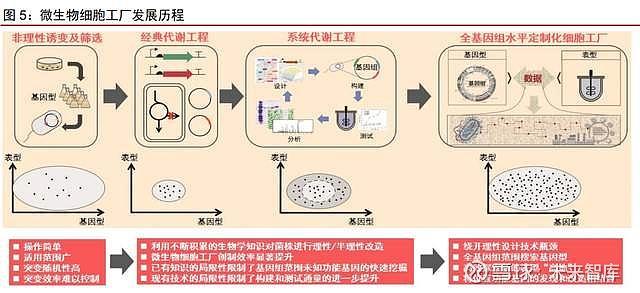 图 5：微生物细胞工厂发展历程
非理性诱变及筛选
经典代谢工程
系统代谢工程
全基因组水平定制化细胞工厂
基因型
基因组
设计
构建
分析
测试
基因型
表型
基因组
数据
表型
基因型
表型
基因型
表型
基因型
表型
基因型
操作简单
适用范围广
突变随机性高
突变效率难以控制
利用不断积累的生物学知识对菌株进行理性/半理性改造
微生物细胞工厂创制效率显著提升
已有知识的局限性限制了基因组范围未知功能基因的快速挖掘
现有技术的局限性限制了构建和测试通量的进一步提升
绕开理性设计技术瓶颈
全基因组范围搜索基因型
雪球：未来智库